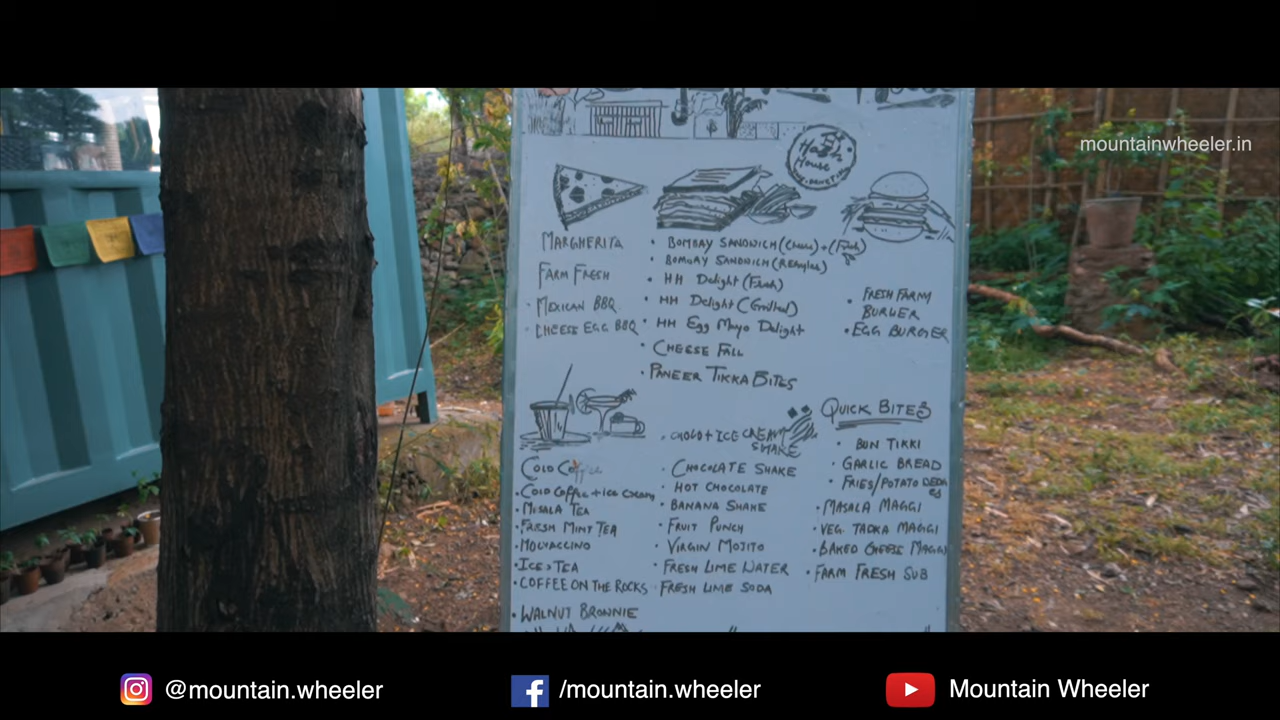 mountainwheeler.in
Hash
House
MARGHERITA
FARM FRESH
• MEXICAN BBQ
• CHEESE EGG BBQ
• BOMBAY SANDWICH
• BOMBAY SANDWICH (REGULAR)
• HH Delight (Fresh)
• HH Delight (Grilled)
• HH Egg Mayo Delight
• CHEESE FALL
• PANEER TIKKA BITES
• FRESH FARM
BURGER
• EGG BURGER
COLD Coffee
• COLD COFFEE + ICE CREAM
• MASALA TEA
• FRESH MINT TEA
• MOCHACCINO
• ICE TEA
• COFFEE ON THE ROCKS
• WALNUT BROWNIE
• CHOCO + ICE CREAM
SHAKE
• CHOCOLATE SHAKE
• HOT CHOCOLATE
• BANANA SHAKE
• FRUIT PUNCH
• VIRGIN MOJITO
• FRESH LIME WATER
• FRESH LIME SODA
QUICK BITES
• BUN TIKKI
• GARLIC BREAD
• FRIES/POTATO
• MASALA MAGGI
• VEG. TADKA MAGGI
• BAKED CHEESE MAGGI
• FARM FRESH SUB
@mountain.wheeler
/mountain.wheeler
Mountain Wheeler